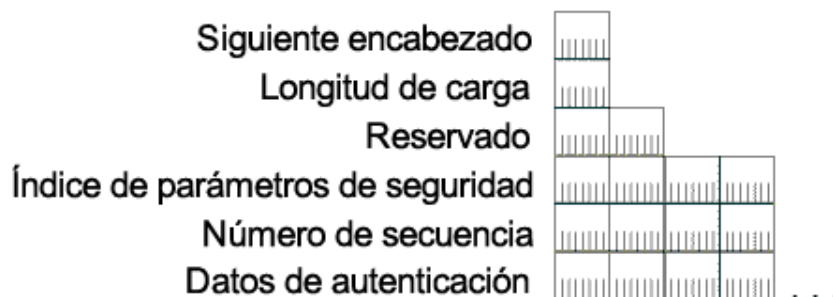 Siguiente encabezado
Longitud de carga
Reservado
Índice de parámetros de seguridad
Número de secuencia
Datos de autenticación